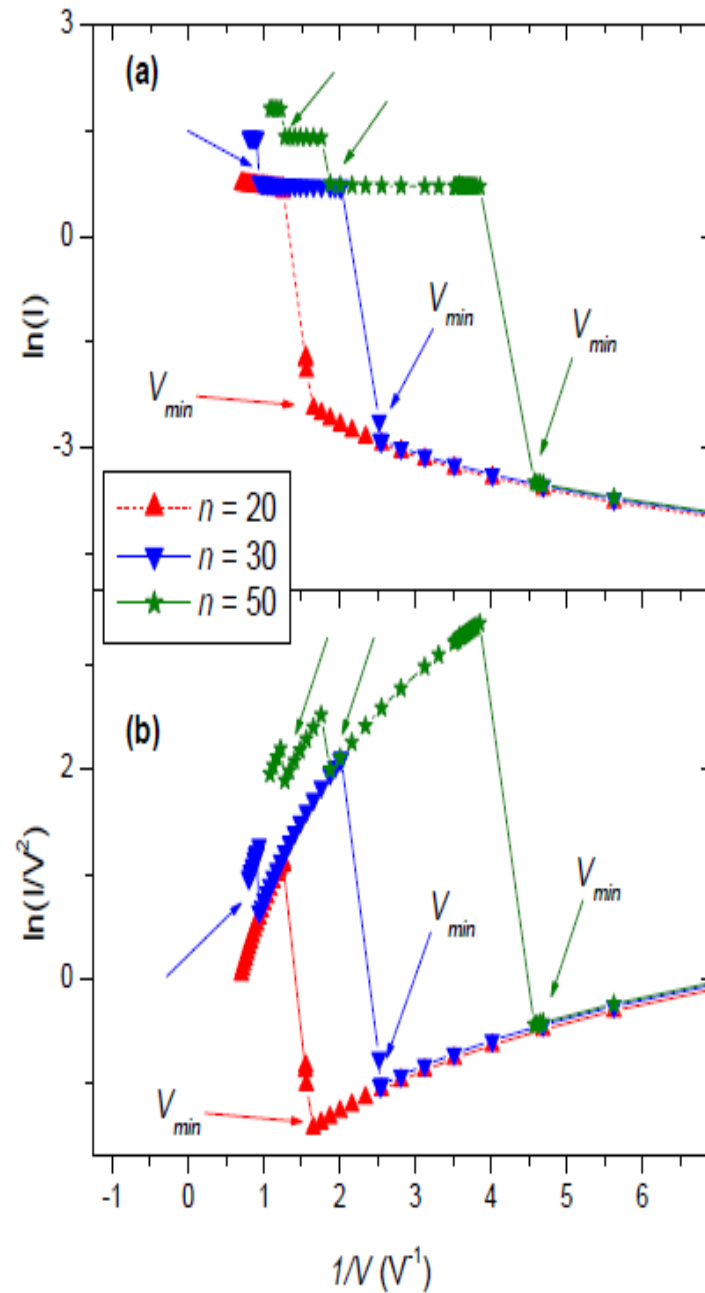 3
(a)
0
ln(I)
V_min
V_min
V_min
-3
n = 20
n = 30
n = 50
(b)
2
ln(I/V²)
V_min
V_min
0
V_min
-1 0 1 2 3 4 5 6
1/V (V⁻¹)